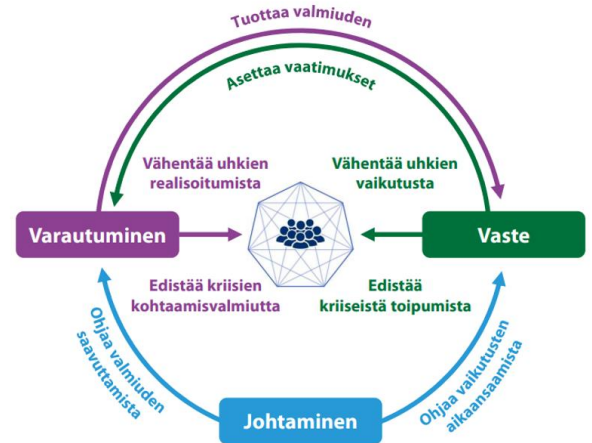 Tuottaa valmiuden
Asettaa vaatimukset
Vähentää uhkien
realisoitumista
Vähentää uhkien
vaikutusta
Varautuminen
Vaste
Edistää kriisien
kohtaamisvalmiutta
Edistää
kriiseistä toipumista
Ohjaa valmiuden
saavuttamista
Ohjaa vaikutusten
aikaansaamista
Johtaminen